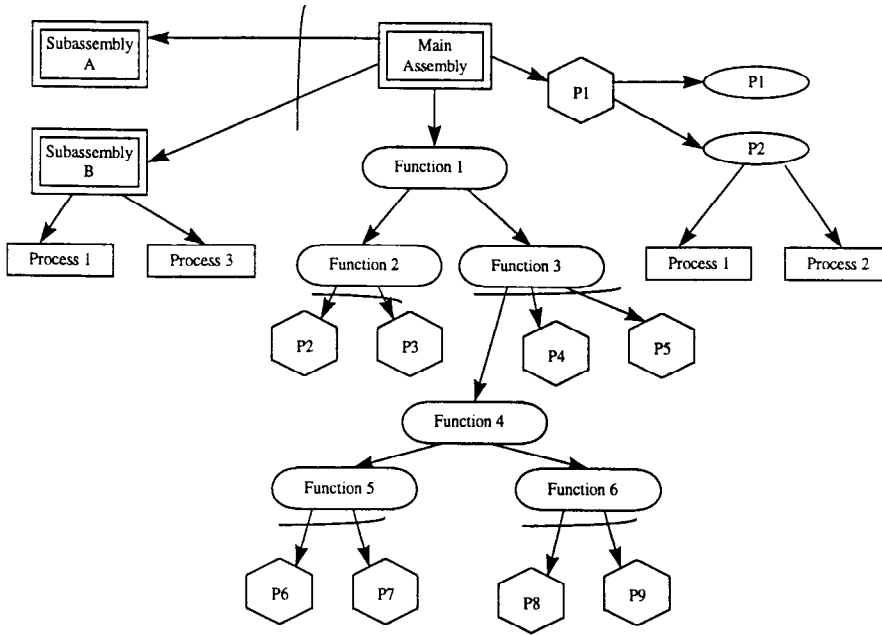 Subassembly
A
Main
Assembly
P1
P1
Subassembly
B
P2
Function 1
Process 1
Process 3
Function 2
Function 3
Process 1
Process 2
P2
P3
P4
P5
Function 4
Function 5
Function 6
P6
P7
P8
P9